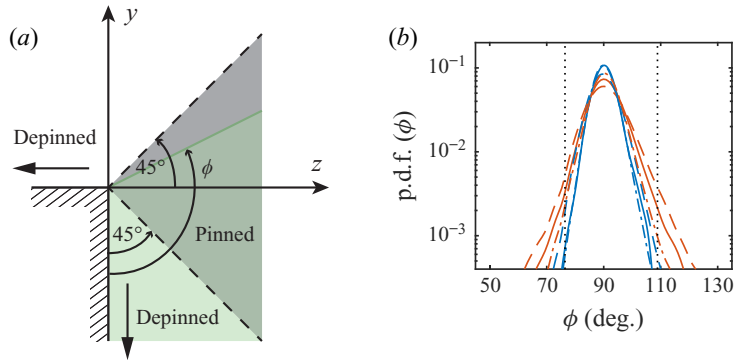 (a)
y
Depinned
45°
ϕ
z
45°
Pinned
Depinned
(b)
p.d.f. (ϕ)
10⁻¹
10⁻²
10⁻³
50 70 90 110 130
ϕ (deg.)